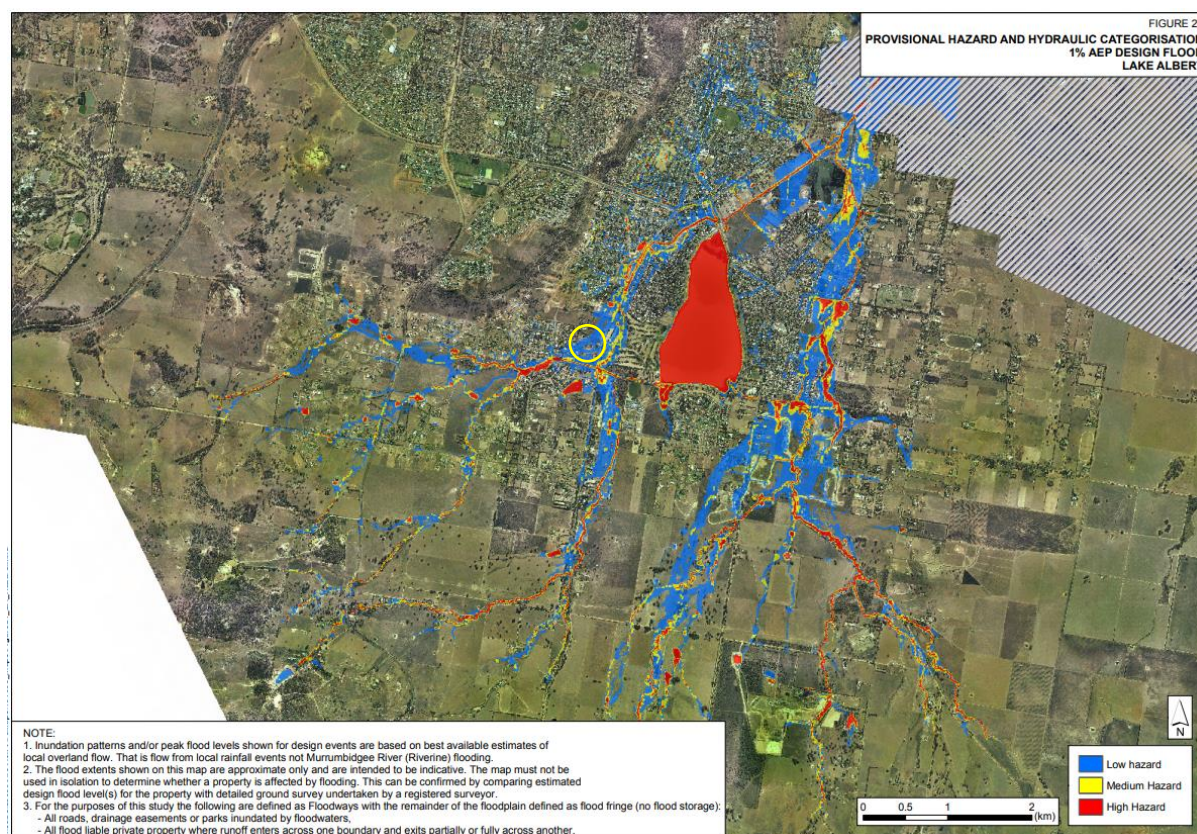 FIGURE 2
PROVISIONAL HAZARD AND HYDRAULIC CATEGORISATION
1% AEP DESIGN FLOOD
LAKE ALBERT
NOTE:
1. Inundation patterns and/or peak flood levels shown for design events are based on best available estimates of
local overland flow. That is flow from local rainfall events not Murrumbidgee River (Riverine) flooding.
2. The flood extents shown on this map are approximate only and are intended to be indicative. The map must not be
used in isolation to determine whether a property is affected by flooding. This can be confirmed by comparing estimated
design flood level(s) for the property with detailed ground survey undertaken by a registered surveyor.
3. For the purposes of this study the following are defined as Floodways with the remainder of the floodplain defined as flood fringe (no flood storage):
- All roads, drainage easements or parks inundated by floodwaters,
- All flood liable private property where runoff enters across one boundary and exits partially or fully across another.
N
Low hazard
Medium Hazard
High Hazard
0 0.5 1 2
(km)